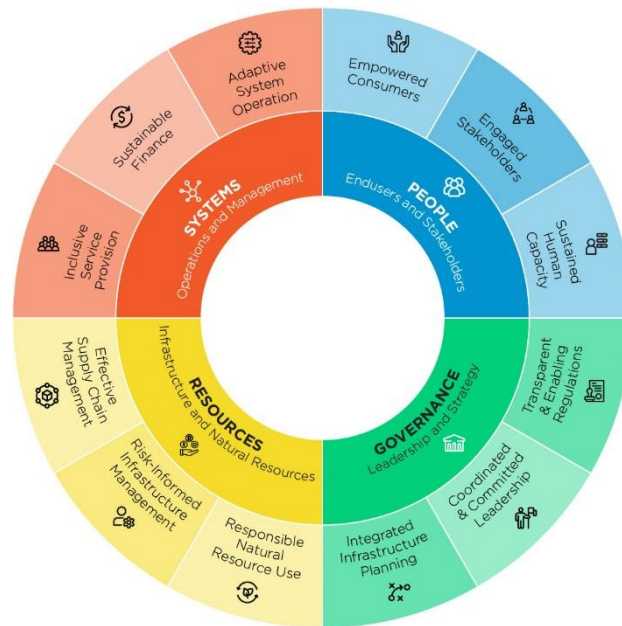 Adaptive
System
Operation
Sustainable
Finance
Inclusive
Service
Provision
SYSTEMS
Operations and Management
Empowered
Consumers
Engaged
Stakeholders
Sustained
Human
Capacity
PEOPLE
Endusers and Stakeholders
Effective
Supply Chain
Management
Risk-Informed
Infrastructure
Management
Responsible
Natural
Resource Use
RESOURCES
Infrastructure and Natural Resources
Transparent
& Enabling
Regulations
Coordinated
& Committed
Leadership
Integrated
Infrastructure
Planning
GOVERNANCE
Leadership and Strategy